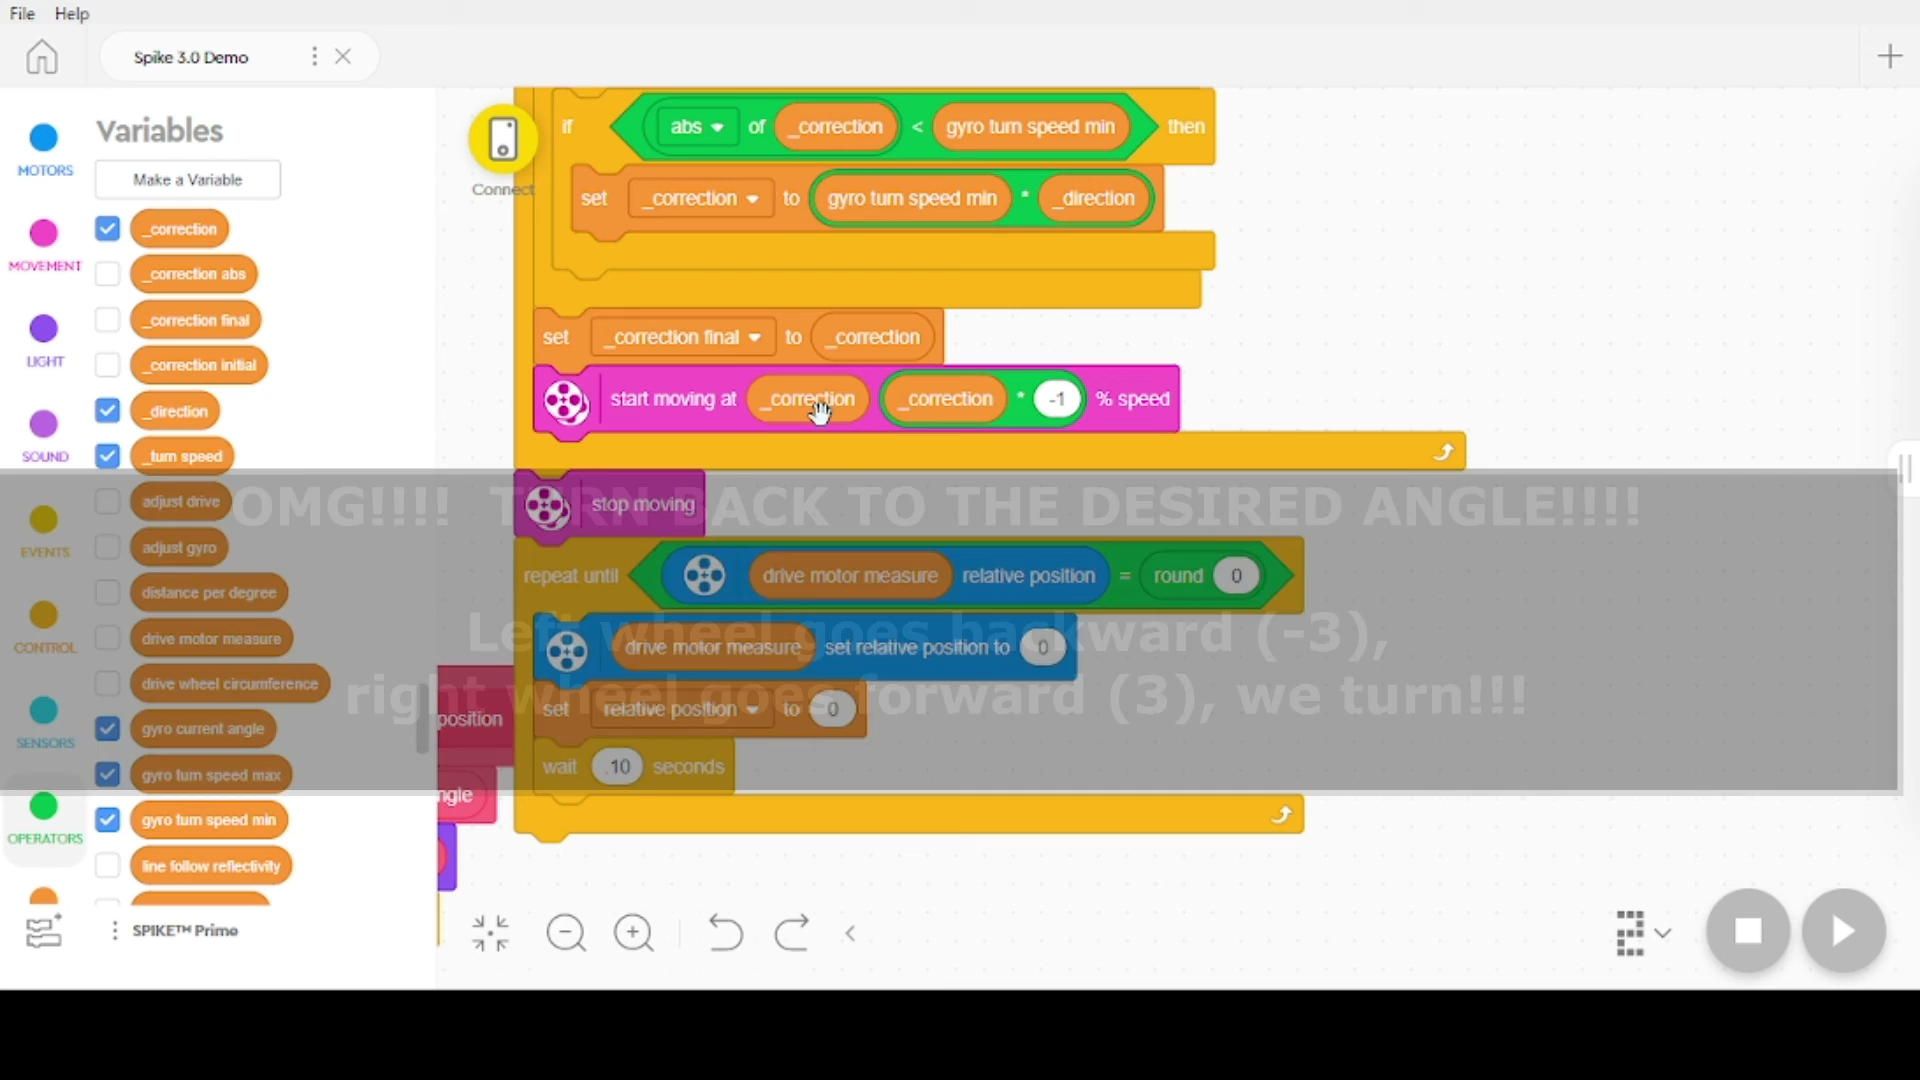 File Help
Spike 3.0 Demo
Variables
Make a Variable
MOTORS
MOVEMENT
LIGHT
SOUND
EVENTS
CONTROL
SENSORS
OPERATORS
_correction
_correction abs
_correction final
_correction initial
_direction
_turn speed
adjust drive
adjust gyro
distance per degree
drive motor measure
drive wheel circumference
gyro current angle
gyro turn speed max
gyro turn speed min
line follow reflectivity
SPIKE™ Prime
Connect
if abs of _correction < gyro turn speed min then
set _correction to gyro turn speed min * _direction
set _correction final to _correction
start moving at _correction _correction * -1 % speed
stop moving
repeat until drive motor measure relative position = round 0
drive motor measure set relative position to 0
set relative position to 0
wait .10 seconds
position
ngle
OMG!!!! TURN BACK TO THE DESIRED ANGLE!!!!
Left wheel goes backward (-3),
right wheel goes forward (3), we turn!!!